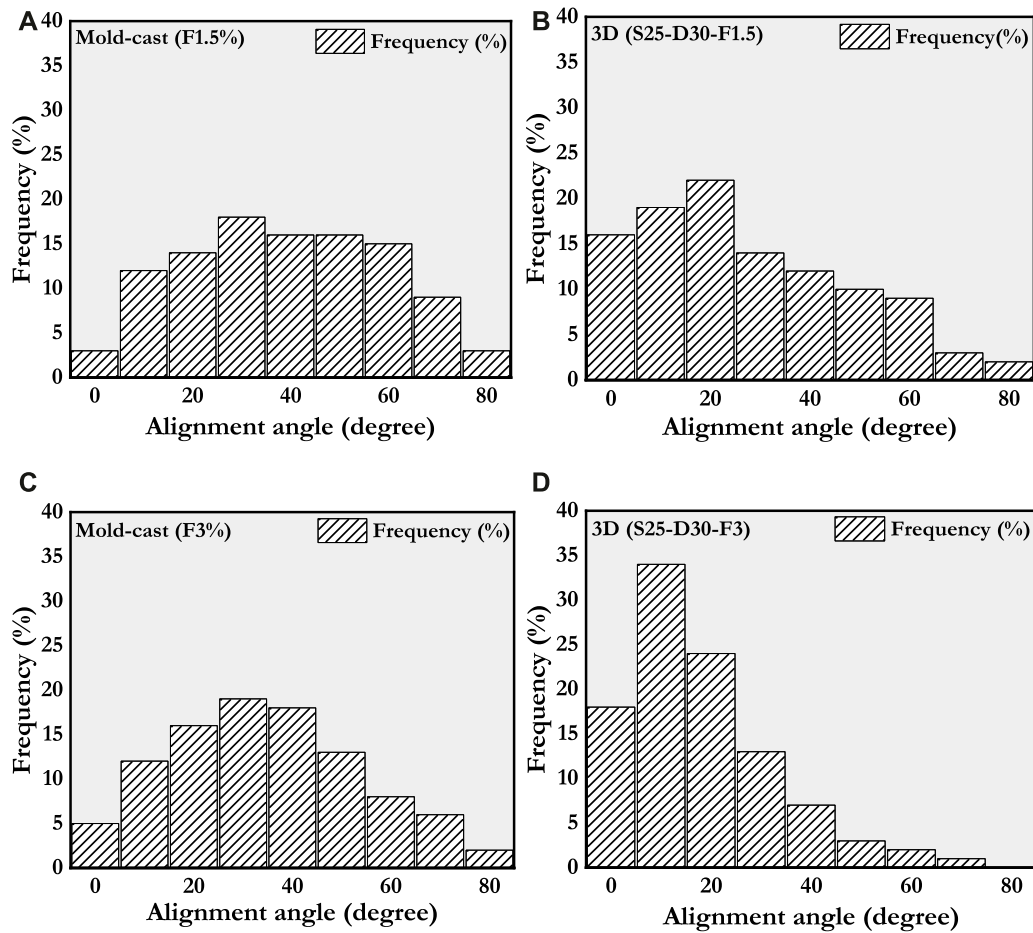 A
Mold-cast (F1.5%)
Frequency (%)
40
35
30
25
20
15
10
5
0
Frequency (%)
0 20 40 60 80
Alignment angle (degree)
B
3D (S25-D30-F1.5)
Frequency(%)
40
35
30
25
20
15
10
5
0
Frequency (%)
0 20 40 60 80
Alignment angle (degree)
C
Mold-cast (F3%)
Frequency (%)
40
35
30
25
20
15
10
5
0
Frequency (%)
0 20 40 60 80
Alignment angle (degree)
D
3D (S25-D30-F3)
Frequency (%)
40
35
30
25
20
15
10
5
0
Frequency (%)
0 20 40 60 80
Alignment angle (degree)